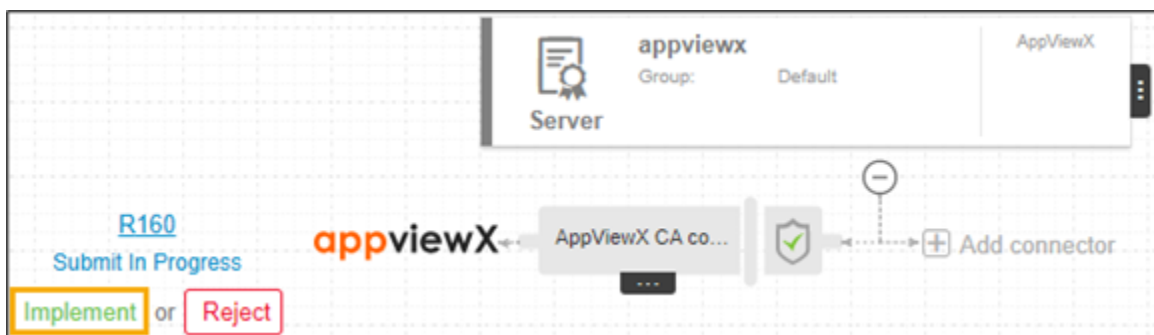 appviewx
AppViewX
Group: Default
Server
R160
Submit In Progress
appviewX
AppViewX CA co...
Add connector
Implement or Reject